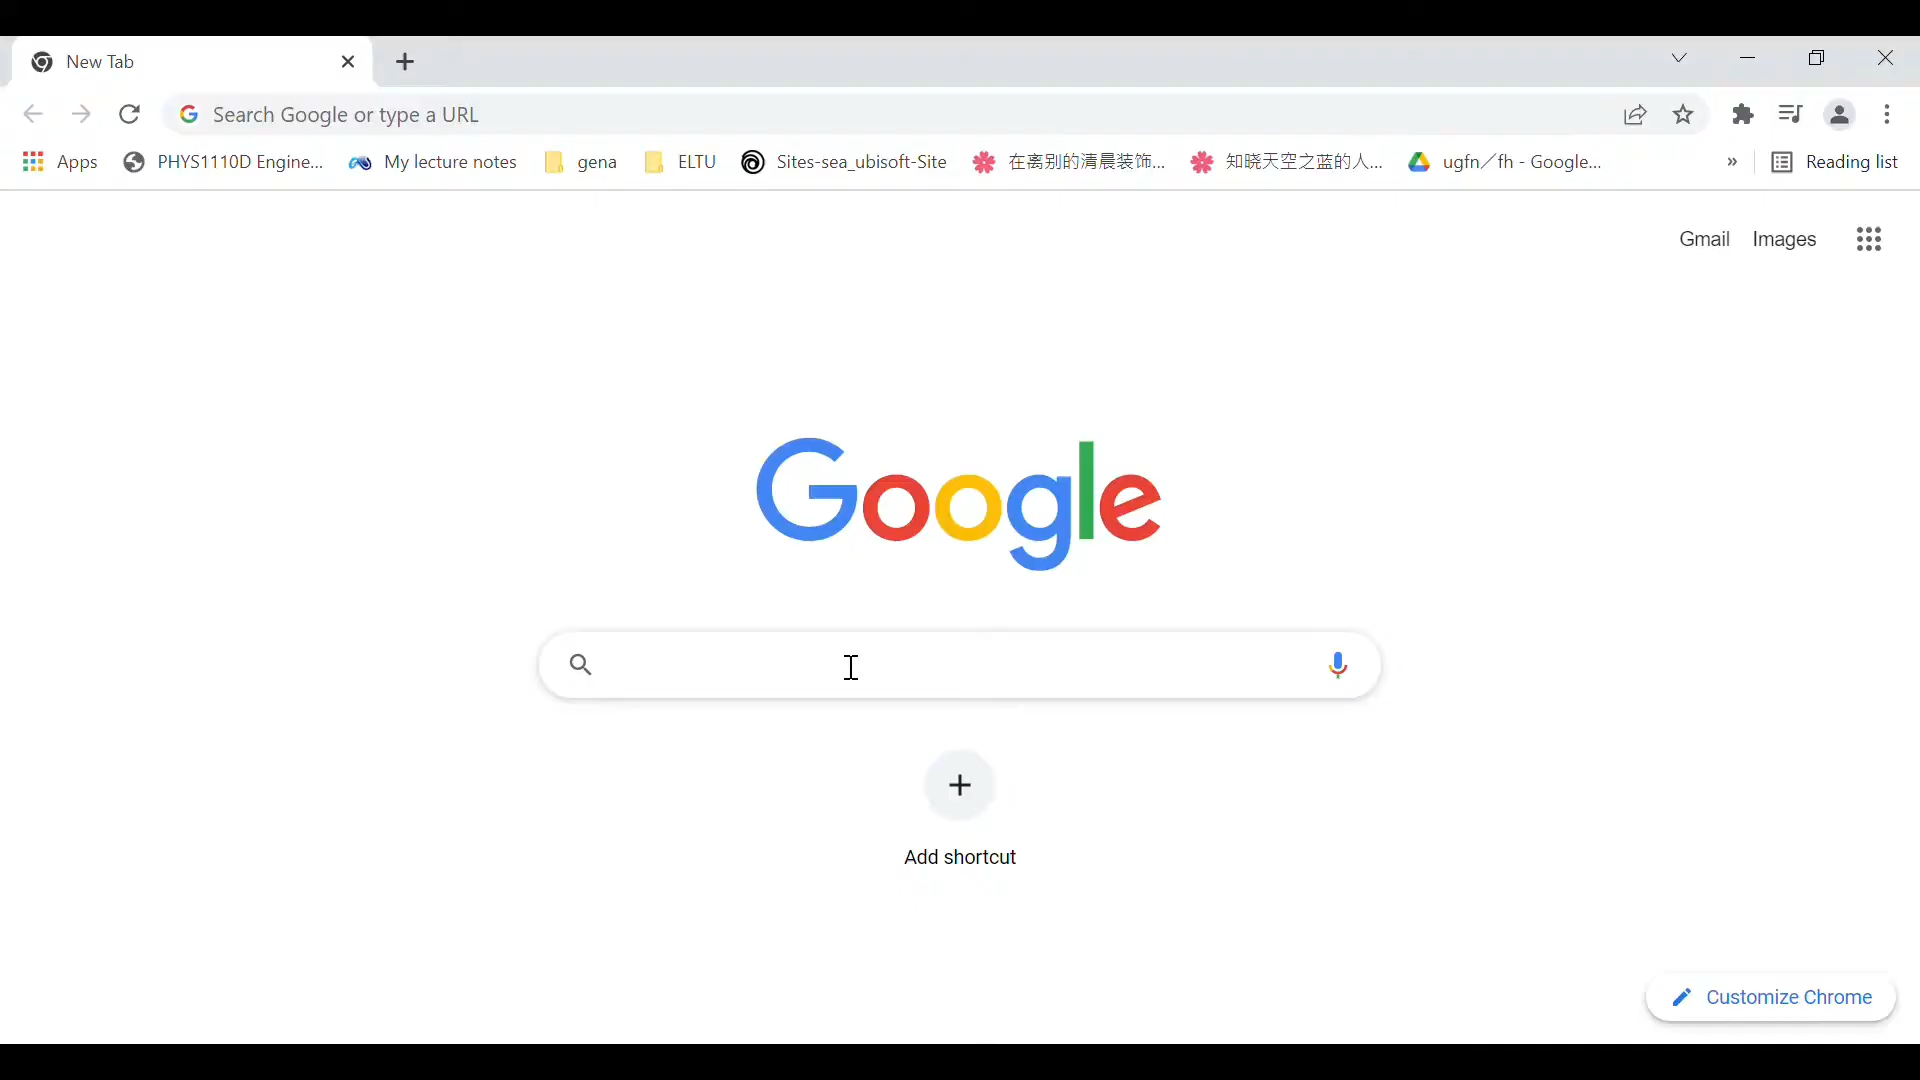 New Tab
Search Google or type a URL
Apps PHYS1110D Engine... My lecture notes gena ELTU Sites-sea_ubisoft-Site 在离别的清晨装饰... 知晓天空之蓝的人... ugfn／fh - Google... » Reading list
Gmail Images
Google
Add shortcut
Customize Chrome